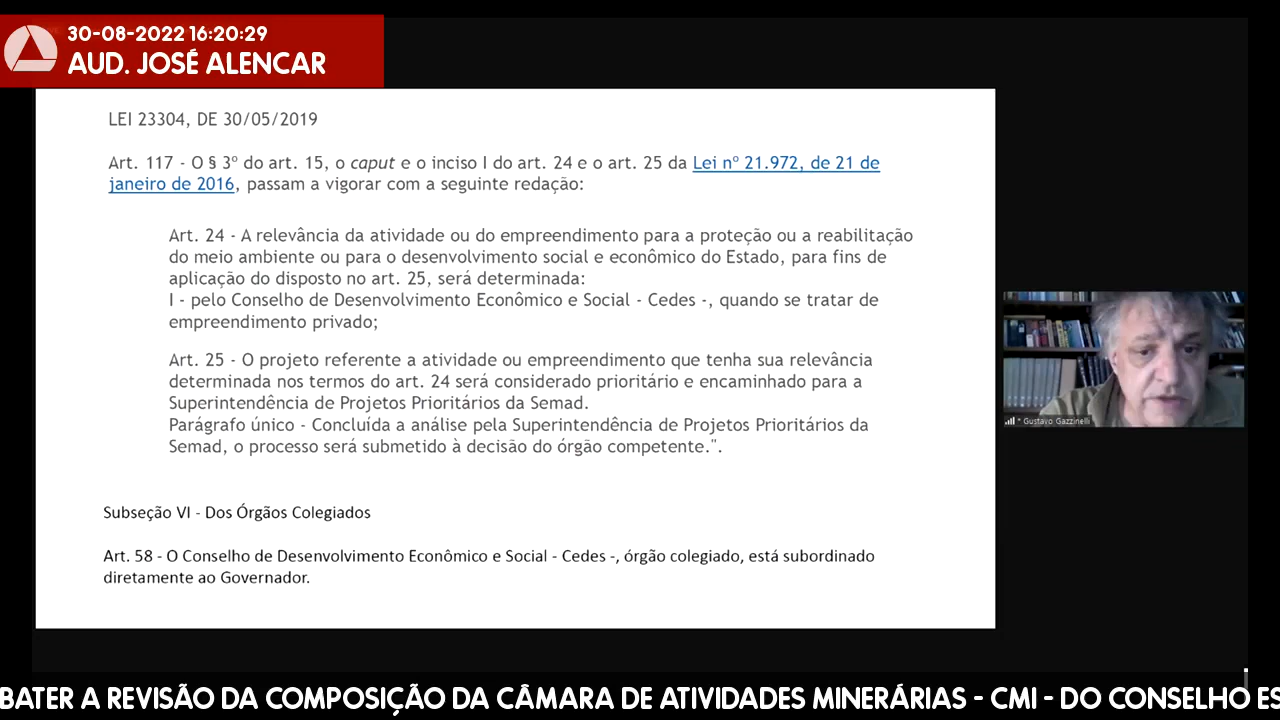 30-08-2022 16:20:29
AUD. JOSÉ ALENCAR
LEI 23304, DE 30/05/2019
Art. 117 - O § 3º do art. 15, o caput e o inciso I do art. 24 e o art. 25 da Lei nº 21.972, de 21 de
janeiro de 2016, passam a vigorar com a seguinte redação:
Art. 24 - A relevância da atividade ou do empreendimento para a proteção ou a reabilitação
do meio ambiente ou para o desenvolvimento social e econômico do Estado, para fins de
aplicação do disposto no art. 25, será determinada:
I - pelo Conselho de Desenvolvimento Econômico e Social - Cedes -, quando se tratar de
empreendimento privado;
Art. 25 - O projeto referente a atividade ou empreendimento que tenha sua relevância
determinada nos termos do art. 24 será considerado prioritário e encaminhado para a
Superintendência de Projetos Prioritários da Semad.
Parágrafo único - Concluída a análise pela Superintendência de Projetos Prioritários da
Semad, o processo será submetido à decisão do órgão competente.".
Subseção VI - Dos Órgãos Colegiados
Art. 58 - O Conselho de Desenvolvimento Econômico e Social - Cedes -, órgão colegiado, está subordinado
diretamente ao Governador.
* Gustavo Gazzinelli
BATER A REVISÃO DA COMPOSIÇÃO DA CÂMARA DE ATIVIDADES MINERÁRIAS - CMI - DO CONSELHO ES